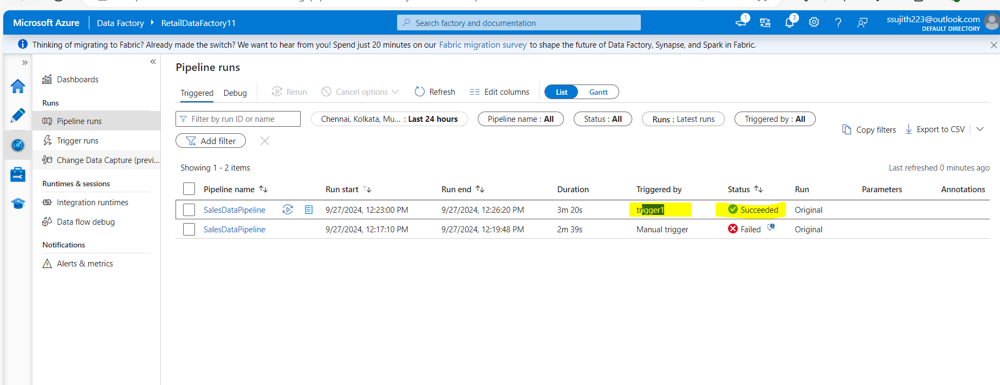 Microsoft Azure Data Factory RetailDataFactory11 Search factory and documentation 1 3 ssujith223@outlook.com
DEFAULT DIRECTORY
Thinking of migrating to Fabric? Already made the switch? We want to hear from you! Spend just 20 minutes on our Fabric migration survey to shape the future of Data Factory, Synapse, and Spark in Fabric.
Dashboards
Runs
Pipeline runs
Trigger runs
Change Data Capture (previ...
Runtimes & sessions
Integration runtimes
Data flow debug
Notifications
Alerts & metrics
Pipeline runs
Triggered Debug Rerun Cancel options Refresh Edit columns List Gantt
Filter by run ID or name Chennai, Kolkata, Mu... : Last 24 hours Pipeline name : All Status : All Runs : Latest runs Triggered by : All
Add filter Copy filters Export to CSV
Showing 1 - 2 items Last refreshed 0 minutes ago
Pipeline name Run start Run end Duration Triggered by Status Run Parameters Annotations
SalesDataPipeline 9/27/2024, 12:23:00 PM 9/27/2024, 12:26:20 PM 3m 20s trigger1 Succeeded Original
SalesDataPipeline 9/27/2024, 12:17:10 PM 9/27/2024, 12:19:48 PM 2m 39s Manual trigger Failed Original